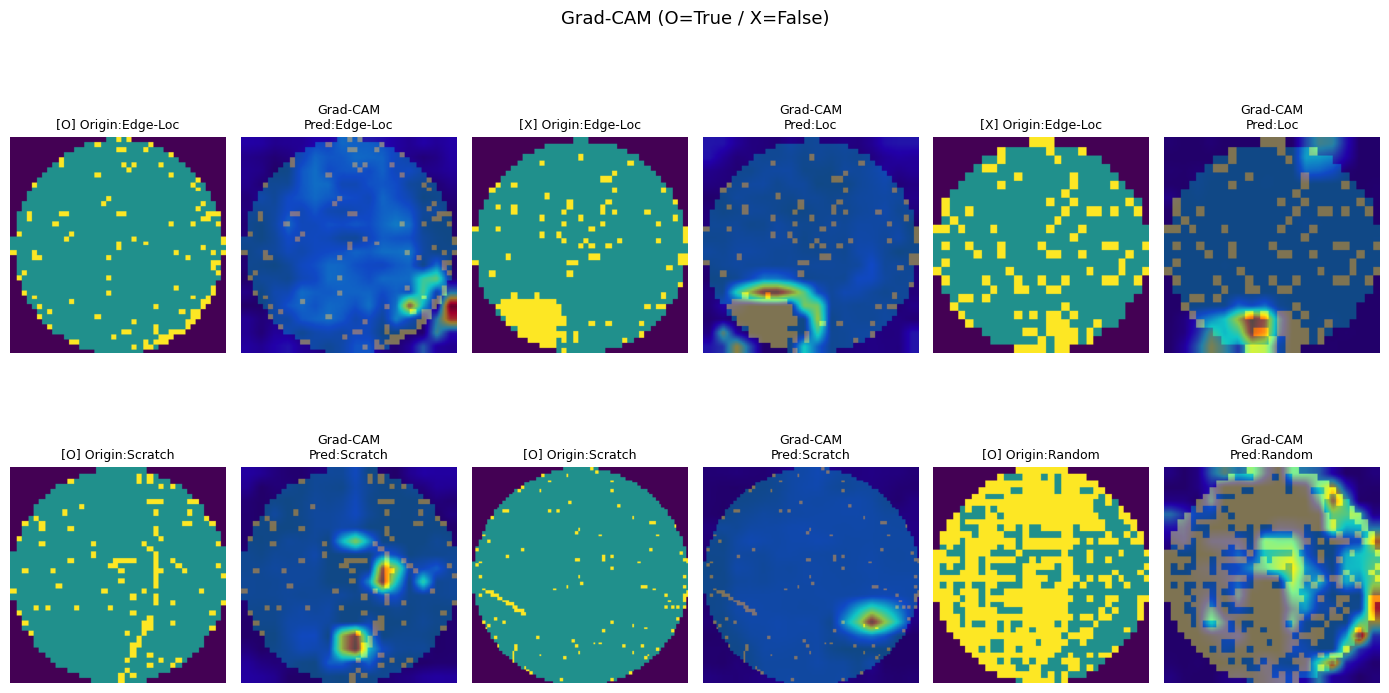 Grad-CAM (O=True / X=False)
[O] Origin:Edge-Loc
Grad-CAM
Pred:Edge-Loc
[X] Origin:Edge-Loc
Grad-CAM
Pred:Loc
[X] Origin:Edge-Loc
Grad-CAM
Pred:Loc
[O] Origin:Scratch
Grad-CAM
Pred:Scratch
[O] Origin:Scratch
Grad-CAM
Pred:Scratch
[O] Origin:Random
Grad-CAM
Pred:Random